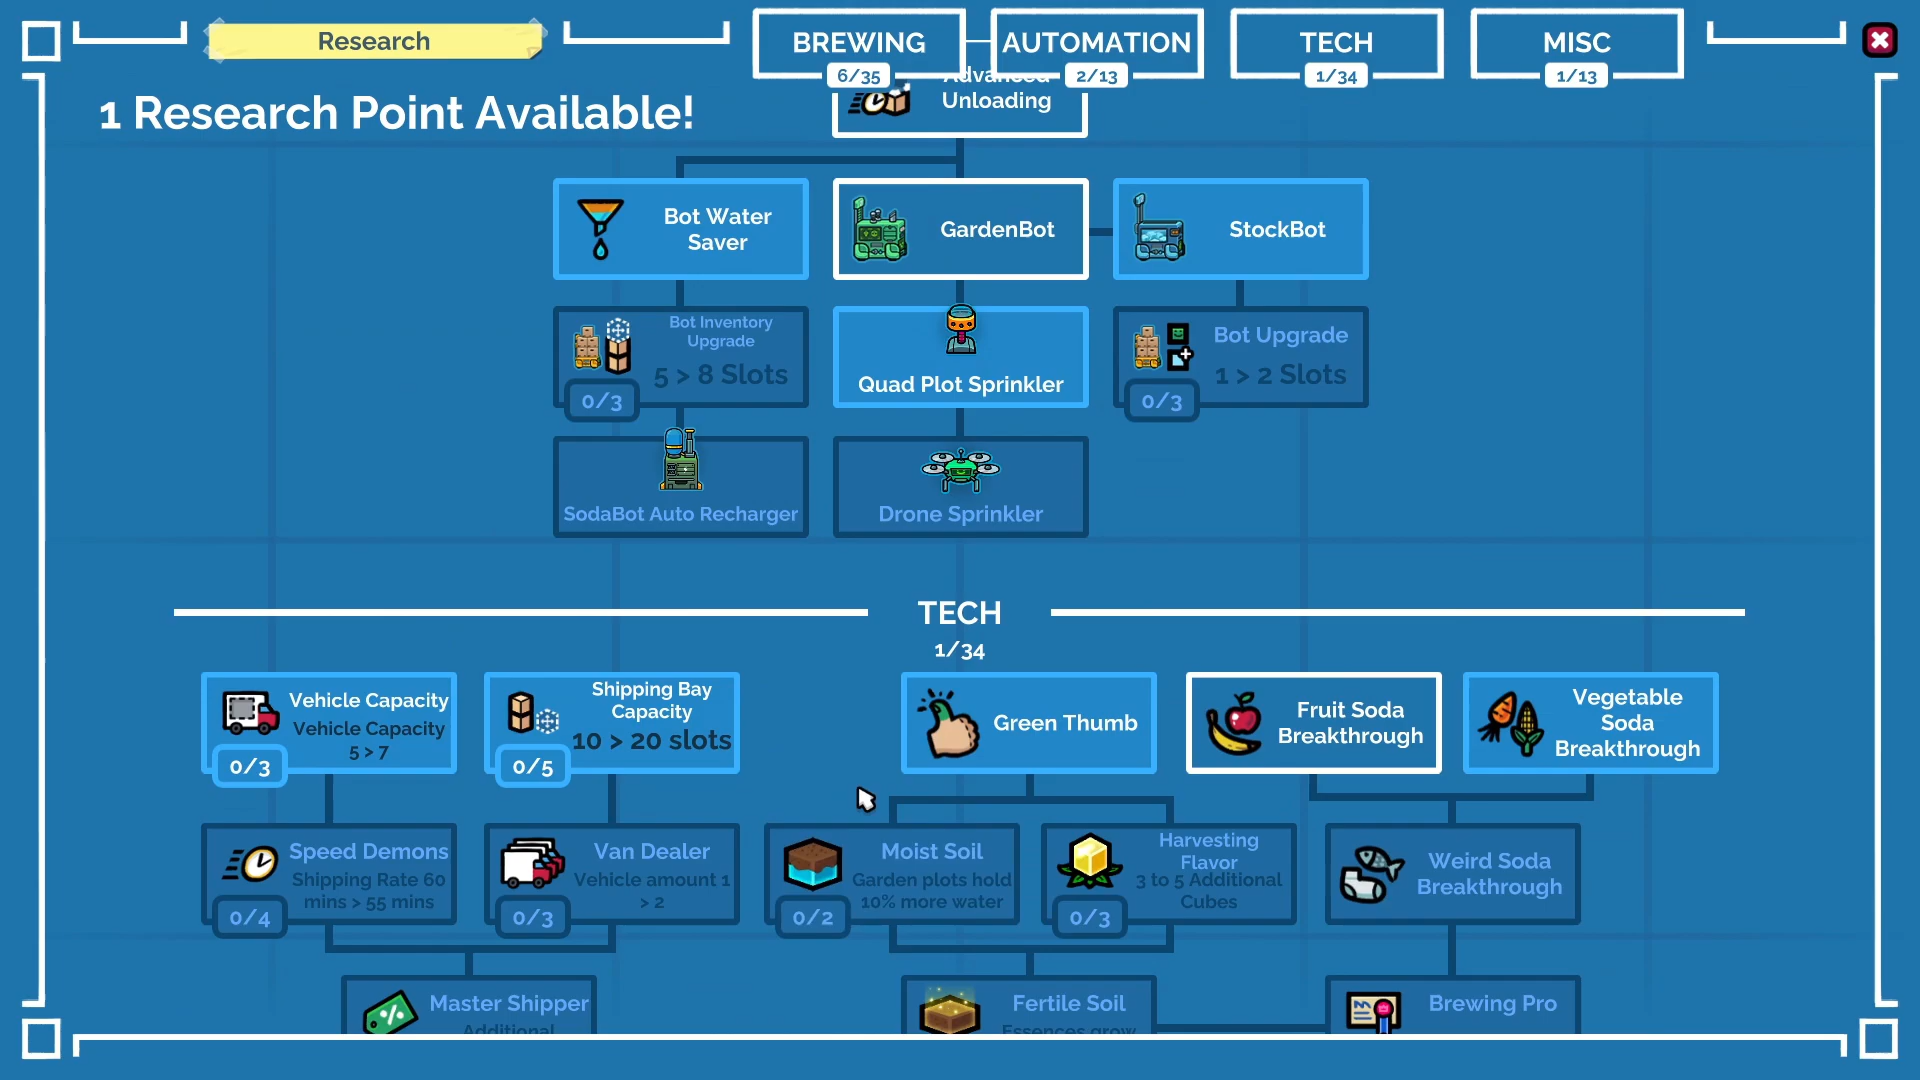 Research
BREWING
6/35
AUTOMATION
2/13
TECH
1/34
MISC
1/13
1 Research Point Available!
Advanced
Unloading
Bot Water
Saver
GardenBot
StockBot
Bot Inventory
Upgrade
5 > 8 Slots
0/3
Quad Plot Sprinkler
Bot Upgrade
1 > 2 Slots
0/3
SodaBot Auto Recharger
Drone Sprinkler
TECH
1/34
Vehicle Capacity
Vehicle Capacity
5 > 7
0/3
Shipping Bay
Capacity
10 > 20 slots
0/5
Green Thumb
Fruit Soda
Breakthrough
Vegetable
Soda
Breakthrough
Speed Demons
Shipping Rate 60
mins > 55 mins
0/4
Van Dealer
Vehicle amount 1
> 2
0/3
Moist Soil
Garden plots hold
10% more water
0/2
Harvesting
Flavor
3 to 5 Additional
Cubes
0/3
Weird Soda
Breakthrough
Master Shipper
Additional
Fertile Soil
Essences grow
Brewing Pro